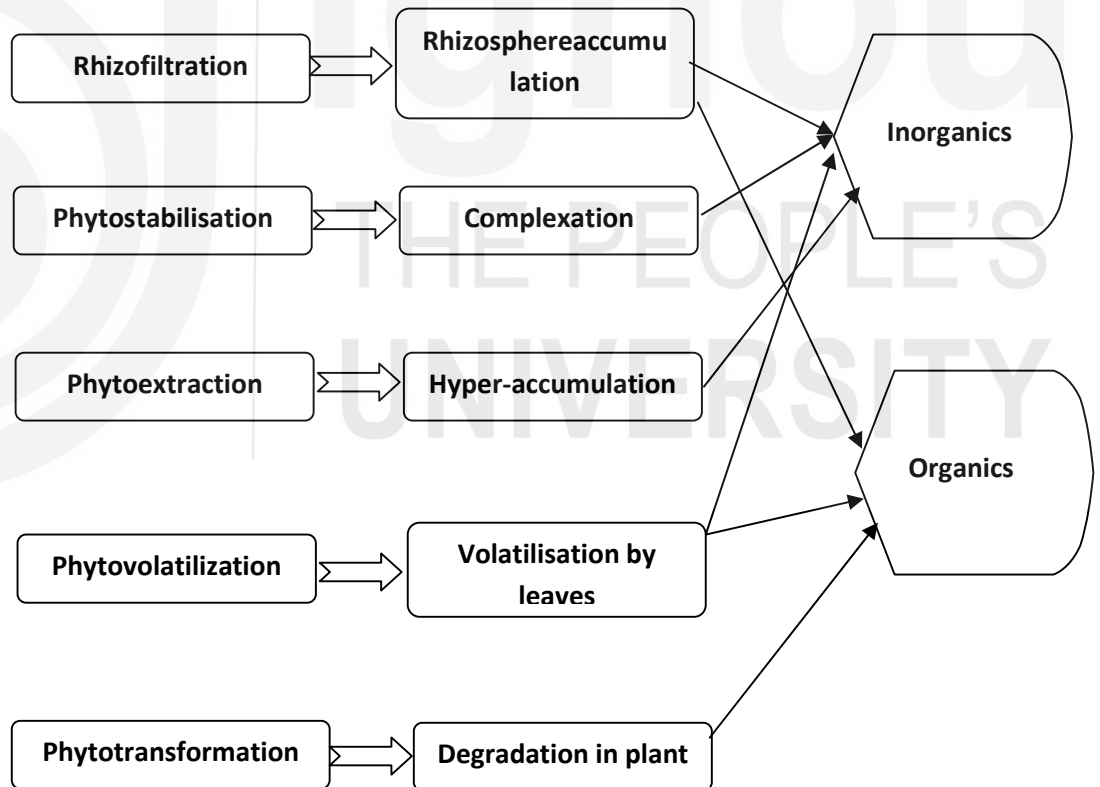 ignou
Rhizofiltration
Rhizosphereaccumu
lation
Inorganics
Phytostabilisation
Complexation
THE PEOPLE'S
UNIVERSITY
Phytoextraction
Hyper-accumulation
Organics
Phytovolatilization
Volatilisation by
leaves
Phytotransformation
Degradation in plant